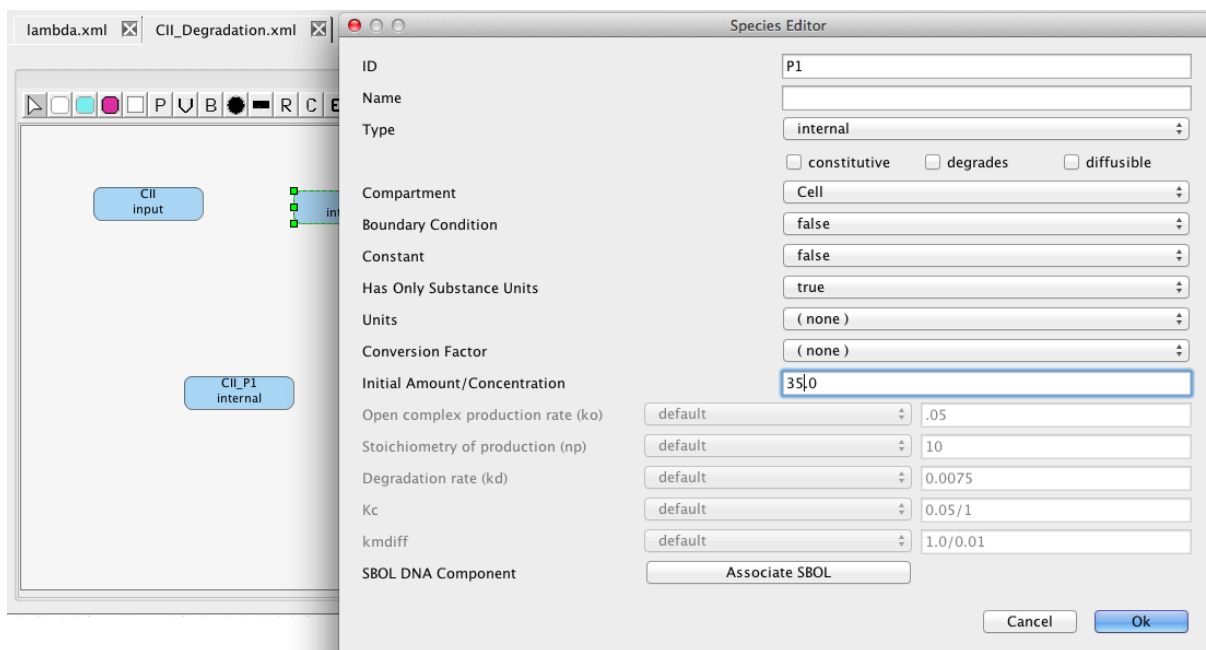 lambda.xml CII_Degradation.xml
P V B R C E
CII
input
int
CII_P1
internal
Species Editor
ID P1
Name
Type internal
constitutive degrades diffusible
Compartment Cell
Boundary Condition false
Constant false
Has Only Substance Units true
Units ( none )
Conversion Factor ( none )
Initial Amount/Concentration 35.0
Open complex production rate (ko) default .05
Stoichiometry of production (np) default 10
Degradation rate (kd) default 0.0075
Kc default 0.05/1
kmdiff default 1.0/0.01
SBOL DNA Component Associate SBOL
Cancel Ok